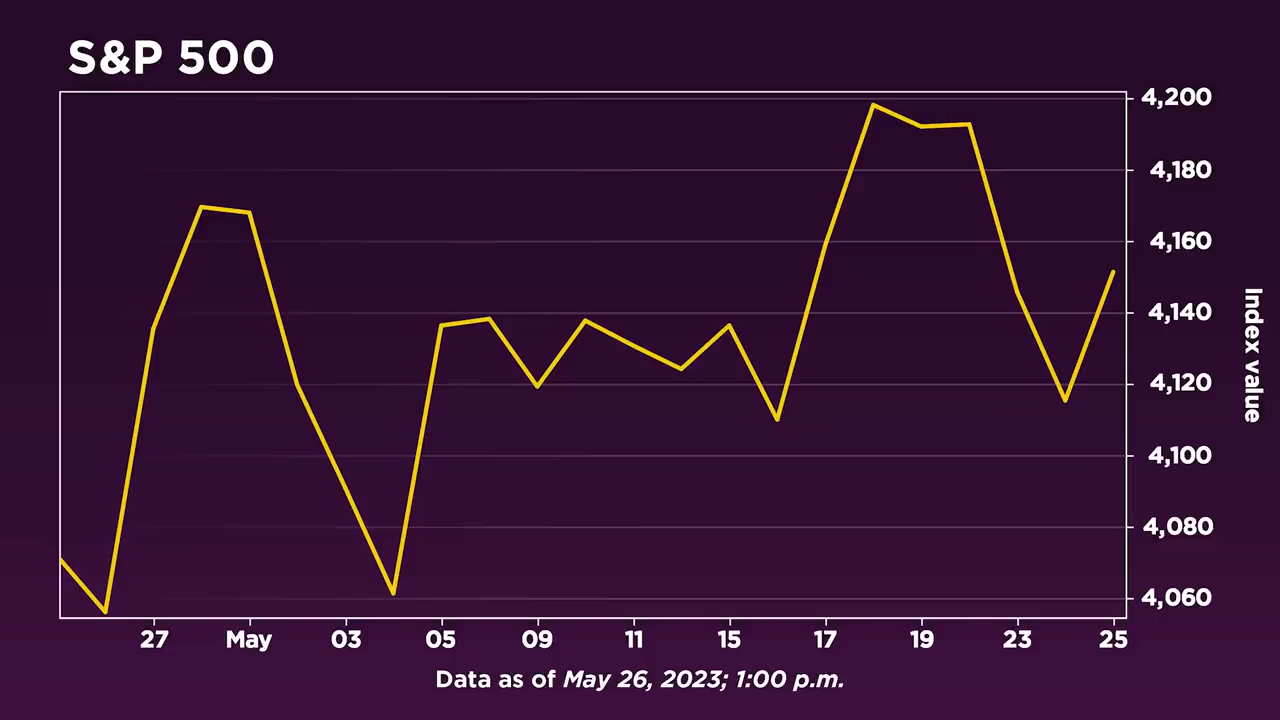 S&P 500
4,200
4,180
4,160
4,140
4,120
4,100
4,080
4,060
Index value
27 May 03 05 09 11 15 17 19 23 25
Data as of May 26, 2023; 1:00 p.m.